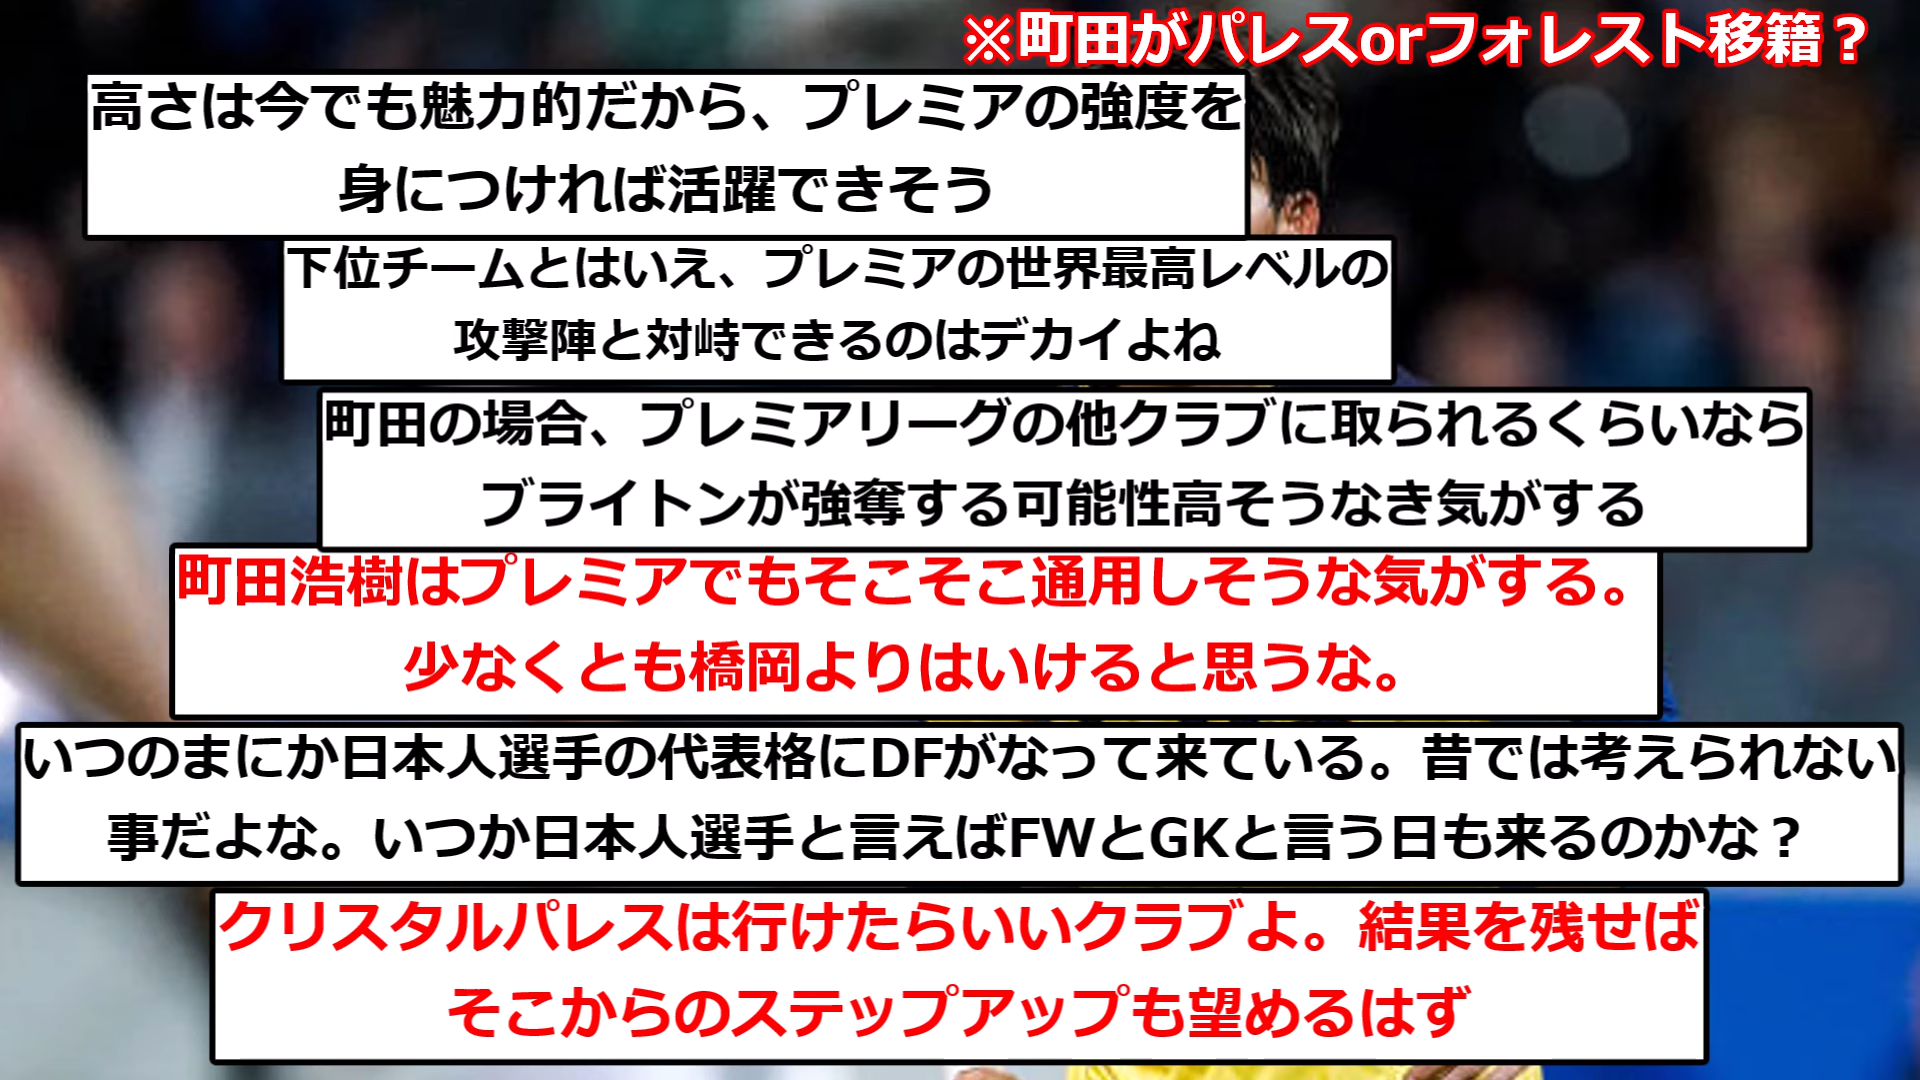 ※町田がパレスorフォレスト移籍？
高さは今でも魅力的だから、プレミアの強度を
身につければ活躍できそう
下位チームとはいえ、プレミアの世界最高レベルの
攻撃陣と対峙できるのはデカイよね
町田の場合、プレミアリーグの他クラブに取られるくらいなら
ブライトンが強奪する可能性高そうなき気がする
町田浩樹はプレミアでもそこそこ通用しそうな気がする。
少なくとも橋岡よりはいけると思うな。
いつのまにか日本人選手の代表格にDFがなって来ている。昔では考えられない
事だよな。いつか日本人選手と言えばFWとGKと言う日も来るのかな？
クリスタルパレスは行けたらいいクラブよ。結果を残せば
そこからのステップアップも望めるはず